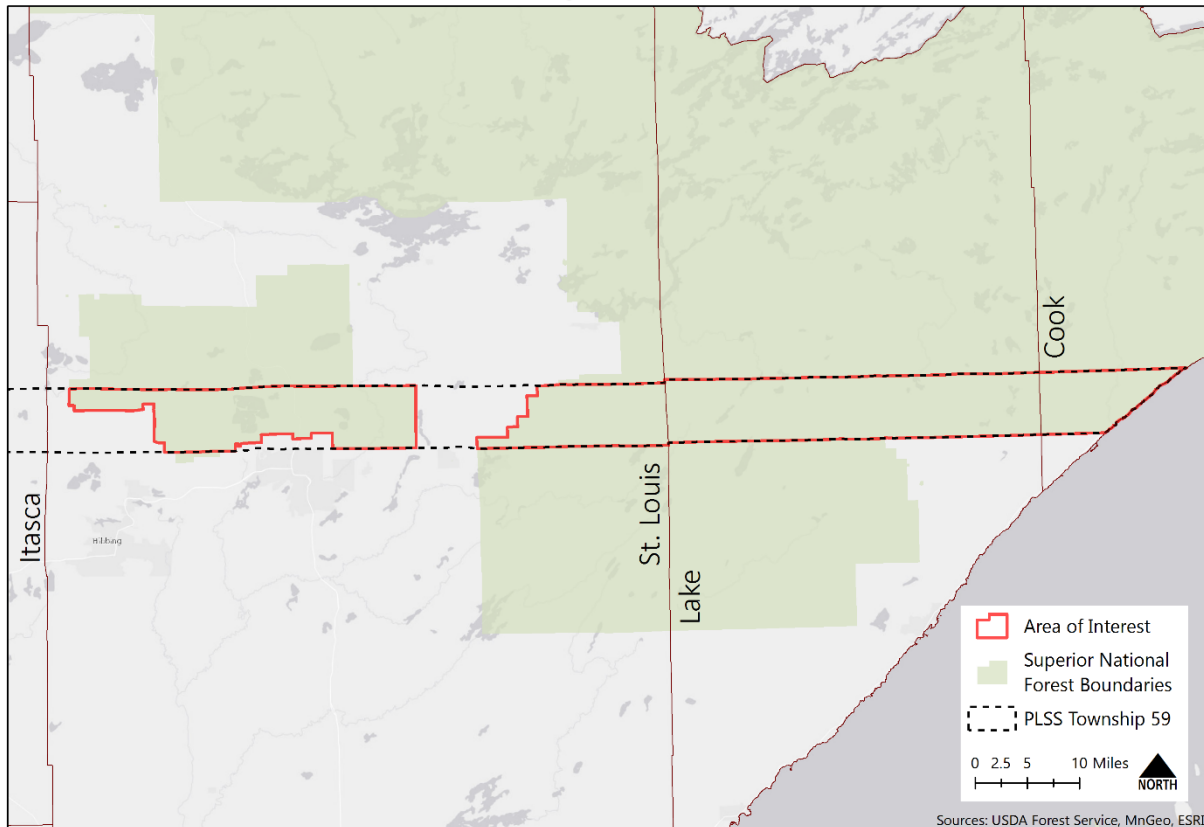 Cook
St. Louis
Itasca
Hibbing
Lake
Area of Interest
Superior National
Forest Boundaries
PLSS Township 59
0 2.5 5 10 Miles
NORTH
Sources: USDA Forest Service, MnGeo, ESRI